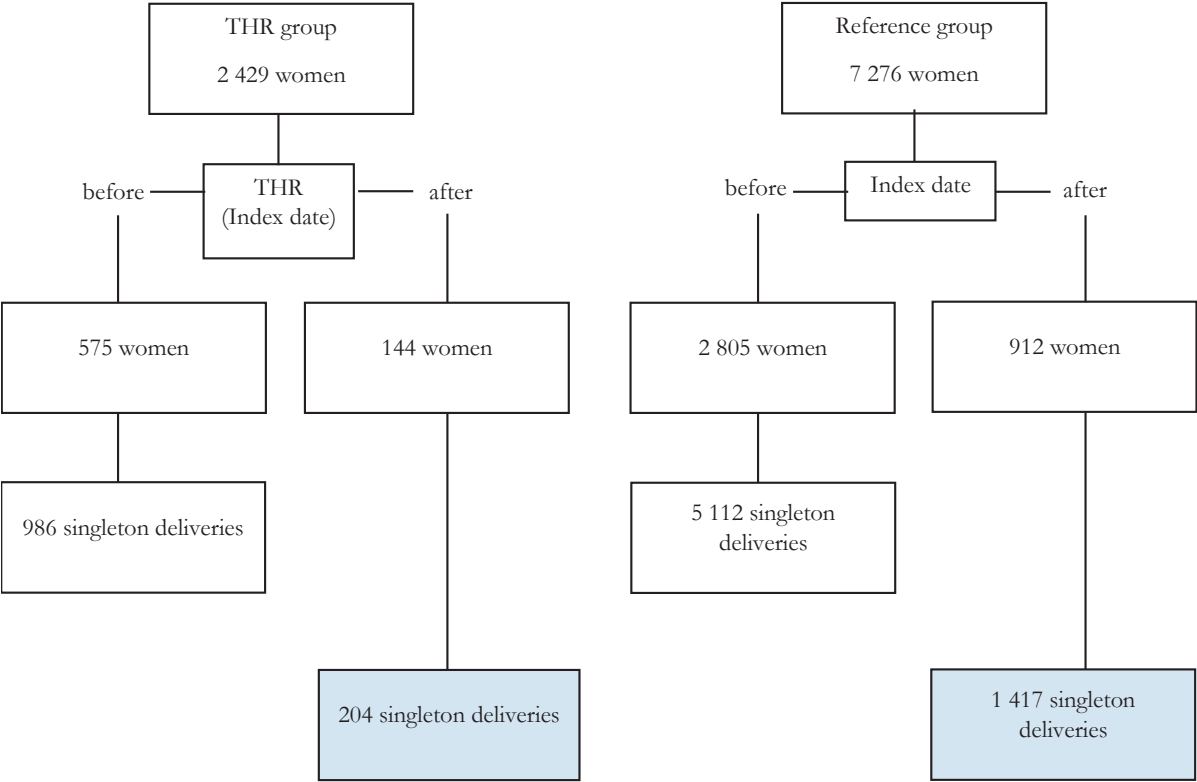 THR group
2 429 women
Reference group
7 276 women
before
THR
(Index date)
after
before
Index date
after
575 women
144 women
2 805 women
912 women
986 singleton deliveries
5 112 singleton
deliveries
204 singleton deliveries
1 417 singleton
deliveries